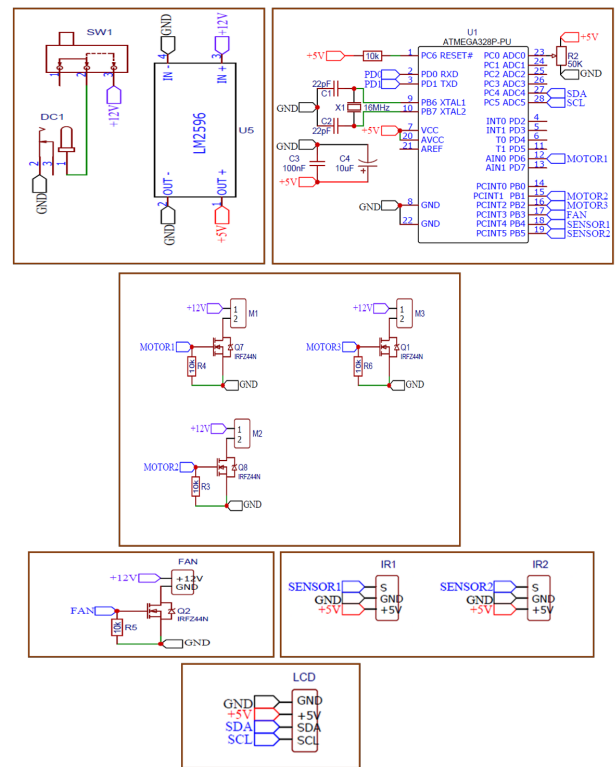 SW1
1 2 3
+12V
DC1
2 3 1
GND
GND +12V
4 3
IN - IN +
LM2596
U5
OUT - OUT +
2 1
GND +5V
U1
ATMEGA328P-PU
+5V 10k 1 PC6 RESET# PC0 ADC0 23 +5V
PC1 ADC1 24 R2
PD0 2 PD0 RXD PC2 ADC2 25 50K
PD1 3 PD1 TXD PC3 ADC3 26 GND
22pF PC4 ADC4 27 SDA
C1 PC5 ADC5 28 SCL
GND X1 16MHz 9 PB6 XTAL1
10 PB7 XTAL2 INT0 PD2 4
C2 INT1 PD3 5
22pF +5V 7 VCC T0 PD4 6
20 AVCC T1 PD5 11
GND 21 AREF AIN0 PD6 12 MOTOR1
AIN1 PD7 13
C3 C4
100nF 10uF
+5V
PCINT0 PB0 14
PCINT1 PB1 15 MOTOR2
GND 8 GND PCINT2 PB2 16 MOTOR3
PCINT3 PB3 17 FAN
22 GND PCINT4 PB4 18 SENSOR1
PCINT5 PB5 19 SENSOR2
+12V 1 2 M1
MOTOR1 Q7
IRFZ44N
10k R4
GND
+12V 1 2 M3
MOTOR3 Q1
IRFZ44N
10k R6
GND
+12V 1 2 M2
MOTOR2 Q8
IRFZ44N
10k R3
GND
FAN
+12V +12V
GND
FAN Q2
IRFZ44N
10k R5
GND
IR1
SENSOR1 S
GND GND
+5V +5V
IR2
SENSOR2 S
GND GND
+5V +5V
LCD
GND GND
+5V +5V
SDA SDA
SCL SCL